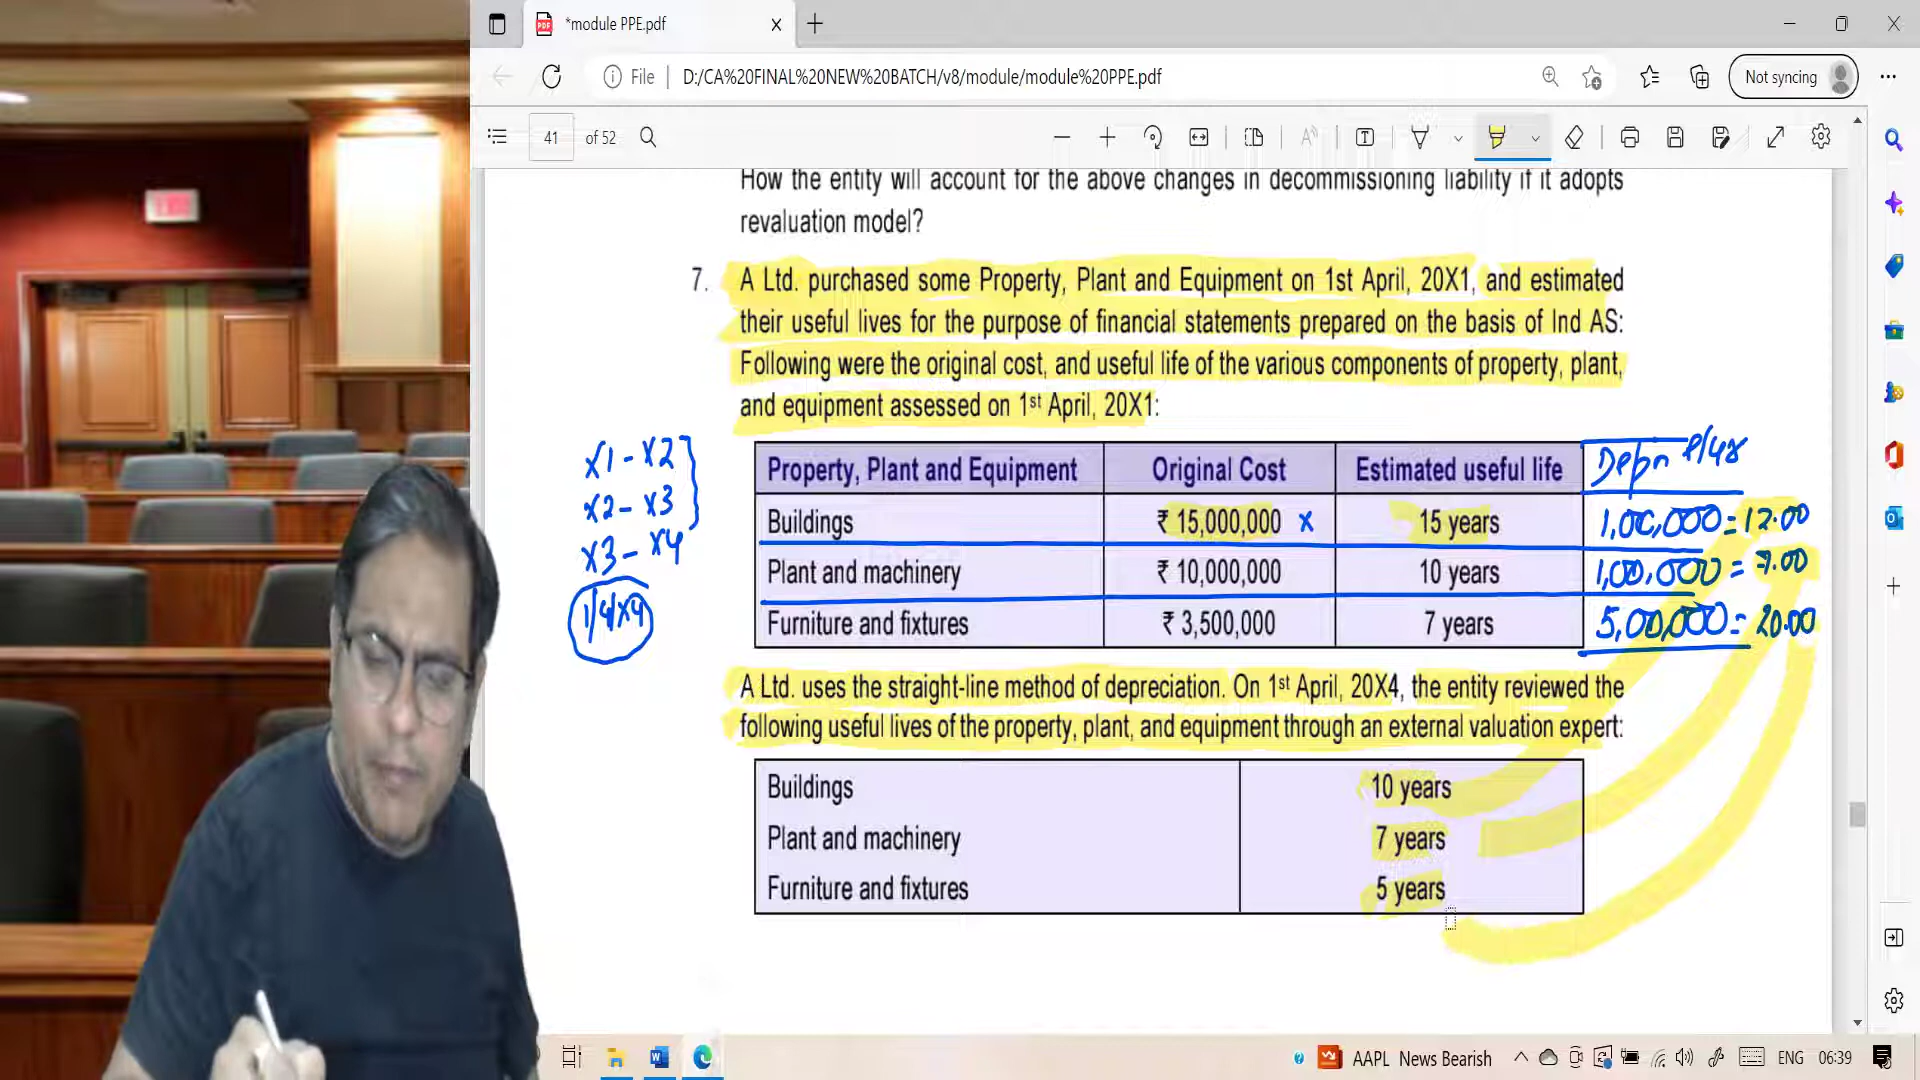 *module PPE.pdf
File D:/CA%20FINAL%20NEW%20BATCH/v8/module/module%20PPE.pdf Not syncing
41 of 52
How the entity will account for the above changes in decommissioning liability if it adopts
revaluation model?
7. A Ltd. purchased some Property, Plant and Equipment on 1st April, 20X1, and estimated
their useful lives for the purpose of financial statements prepared on the basis of Ind AS:
Following were the original cost, and useful life of the various components of property, plant,
and equipment assessed on 1st April, 20X1:
X1 - X2
X2 - X3
X3 - X4
1/4/X4
Property, Plant and Equipment Original Cost Estimated useful life Depn P/yr
Buildings ₹ 15,000,000 x 15 years 1,00,000 = 12.00
Plant and machinery ₹ 10,000,000 10 years 1,00,000 = 7.00
Furniture and fixtures ₹ 3,500,000 7 years 5,00,000 = 20.00
A Ltd. uses the straight-line method of depreciation. On 1st April, 20X4, the entity reviewed the
following useful lives of the property, plant, and equipment through an external valuation expert:
Buildings 10 years
Plant and machinery 7 years
Furniture and fixtures 5 years
AAPL News Bearish ENG 06:39